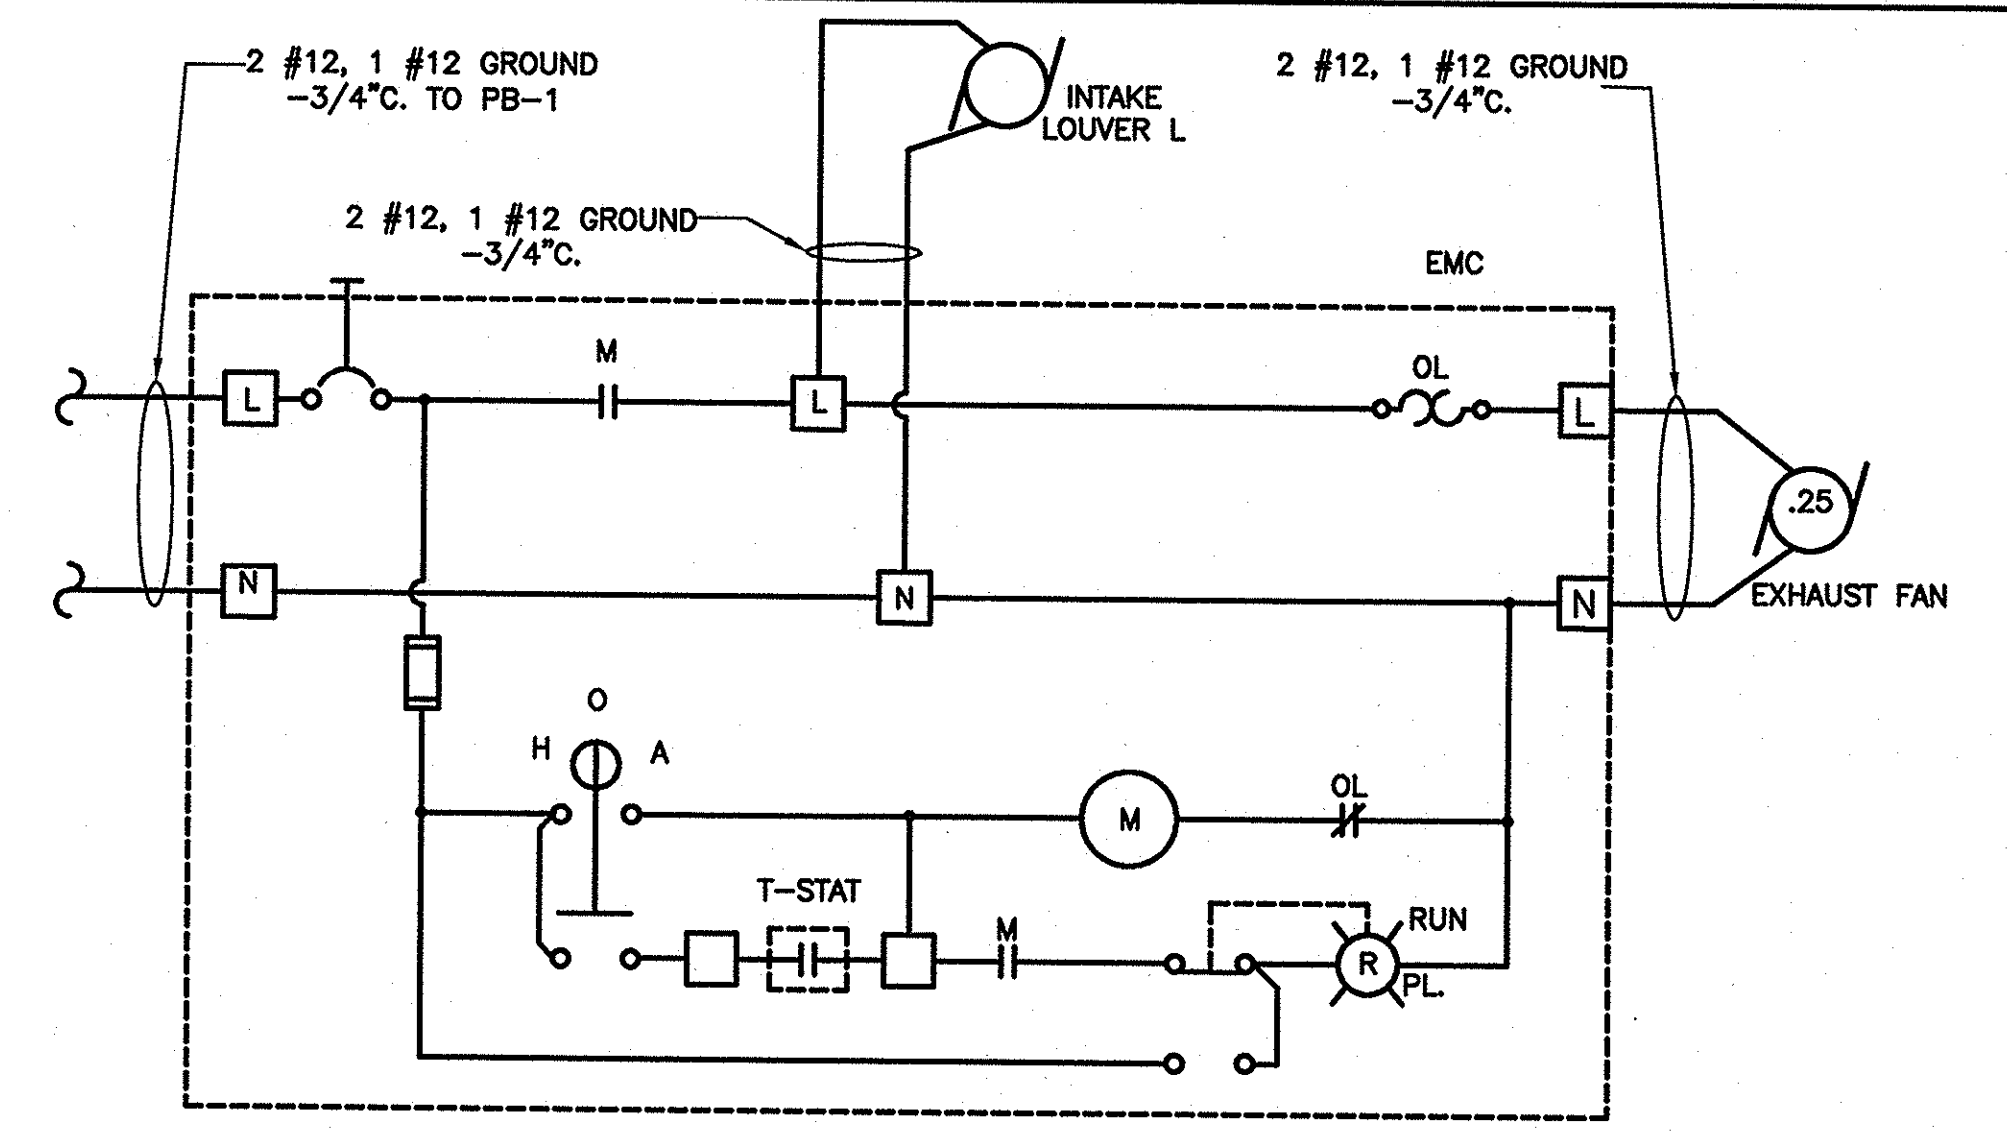 2 #12, 1 #12 GROUND
-3/4"C. TO PB-1
INTAKE
LOUVER L
2 #12, 1 #12 GROUND
-3/4"C.
2 #12, 1 #12 GROUND
-3/4"C.
EMC
L
M
L
OL
L
.25
EXHAUST FAN
N
N
N
O
H
A
M
OL
T-STAT
M
RUN
R
PL.